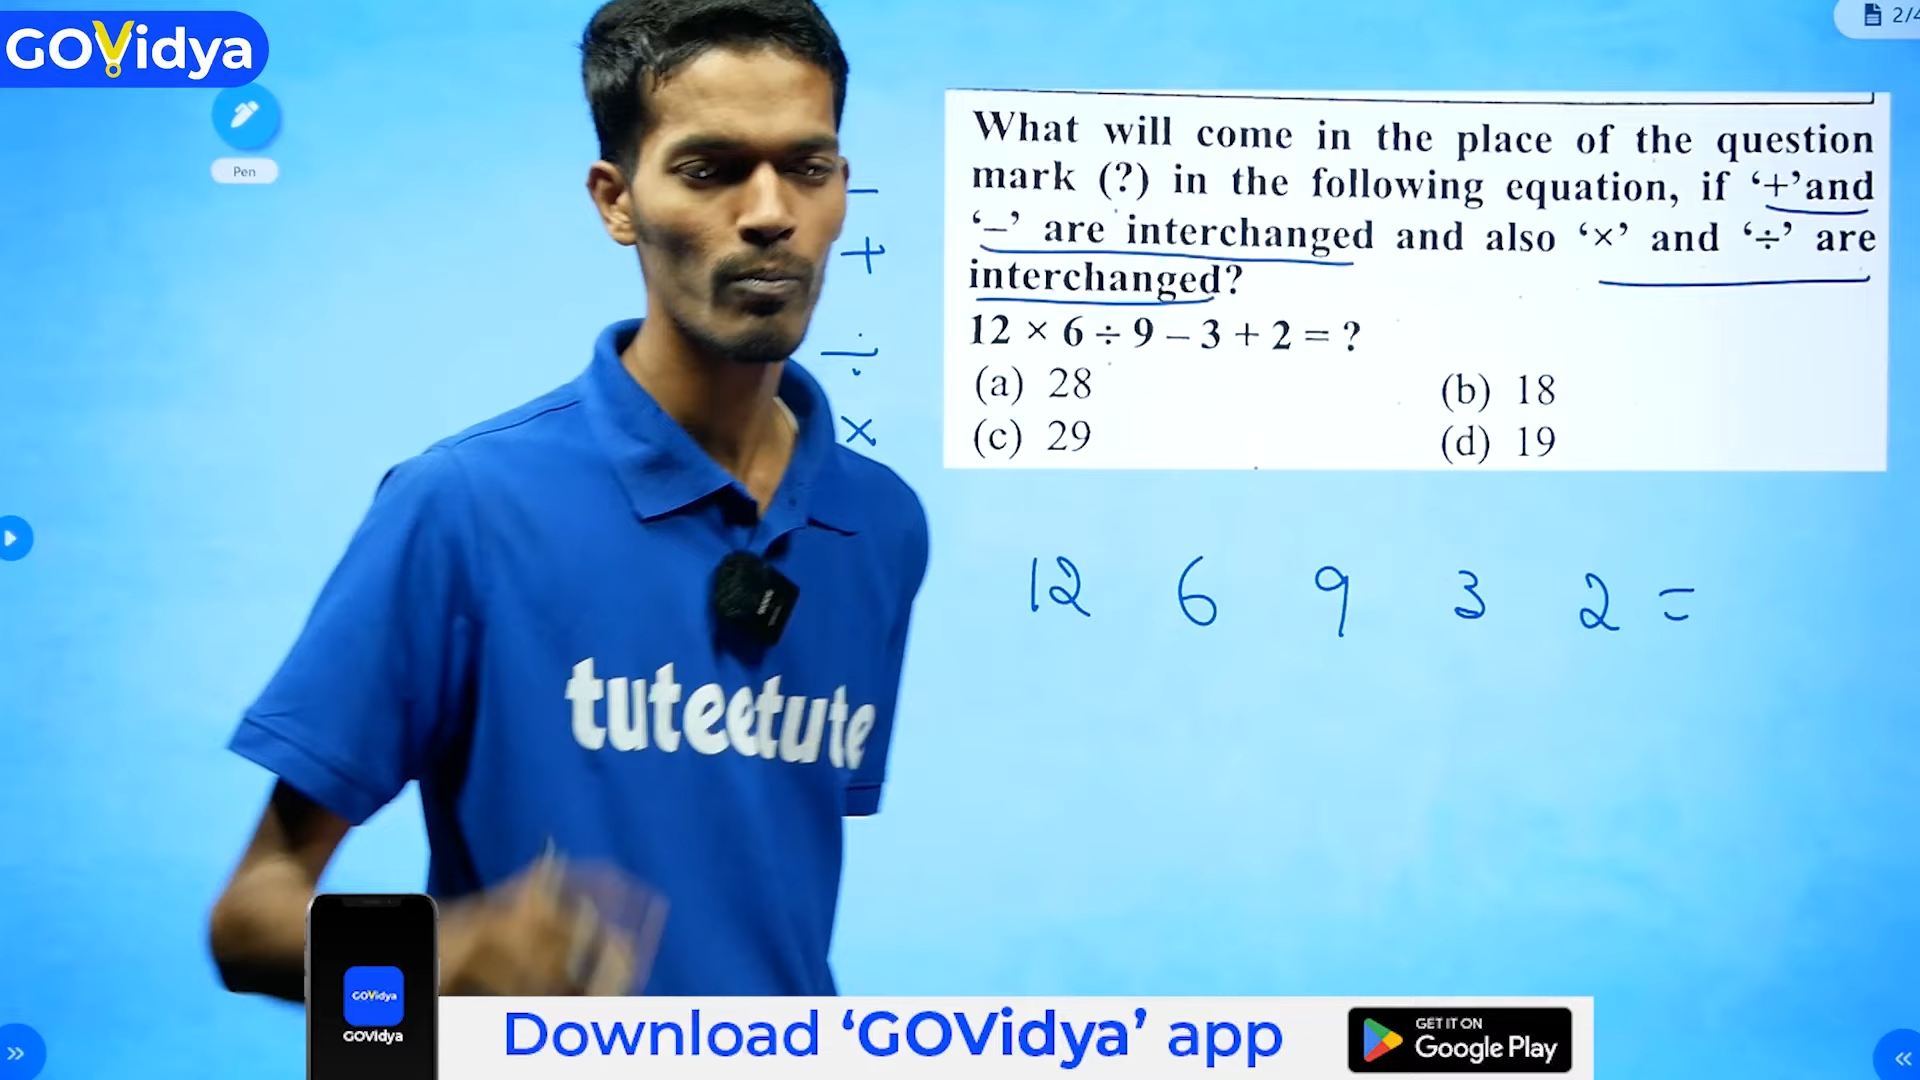 GOVidya
2/4
Pen
What will come in the place of the question
mark (?) in the following equation, if ‘+’and
‘–’ are interchanged and also ‘×’ and ‘÷’ are
interchanged?
12 × 6 ÷ 9 – 3 + 2 = ?
(a) 28 (b) 18
(c) 29 (d) 19
–
+
÷
×
12 6 9 3 2 =
tuteetute
GOVidya
GOVidya
Download ‘GOVidya’ app
GET IT ON
Google Play